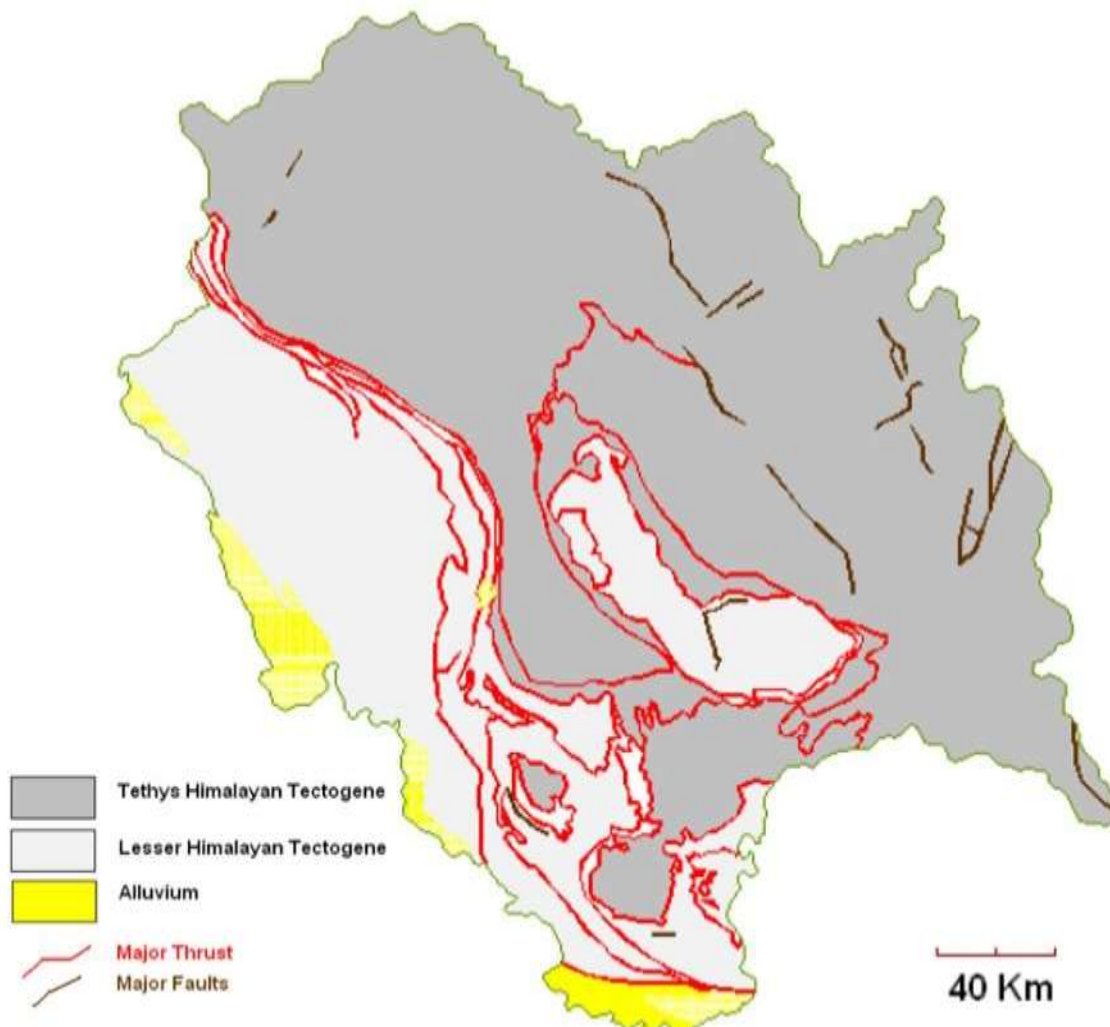 Tethys Himalayan Tectogene
Lesser Himalayan Tectogene
Alluvium
Major Thrust
Major Faults
40 Km